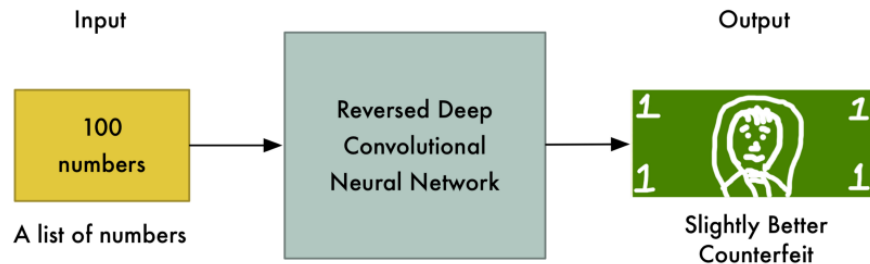 Input
Output
100
numbers
Reversed Deep
Convolutional
Neural Network
1
1
1
1
A list of numbers
Slightly Better
Counterfeit